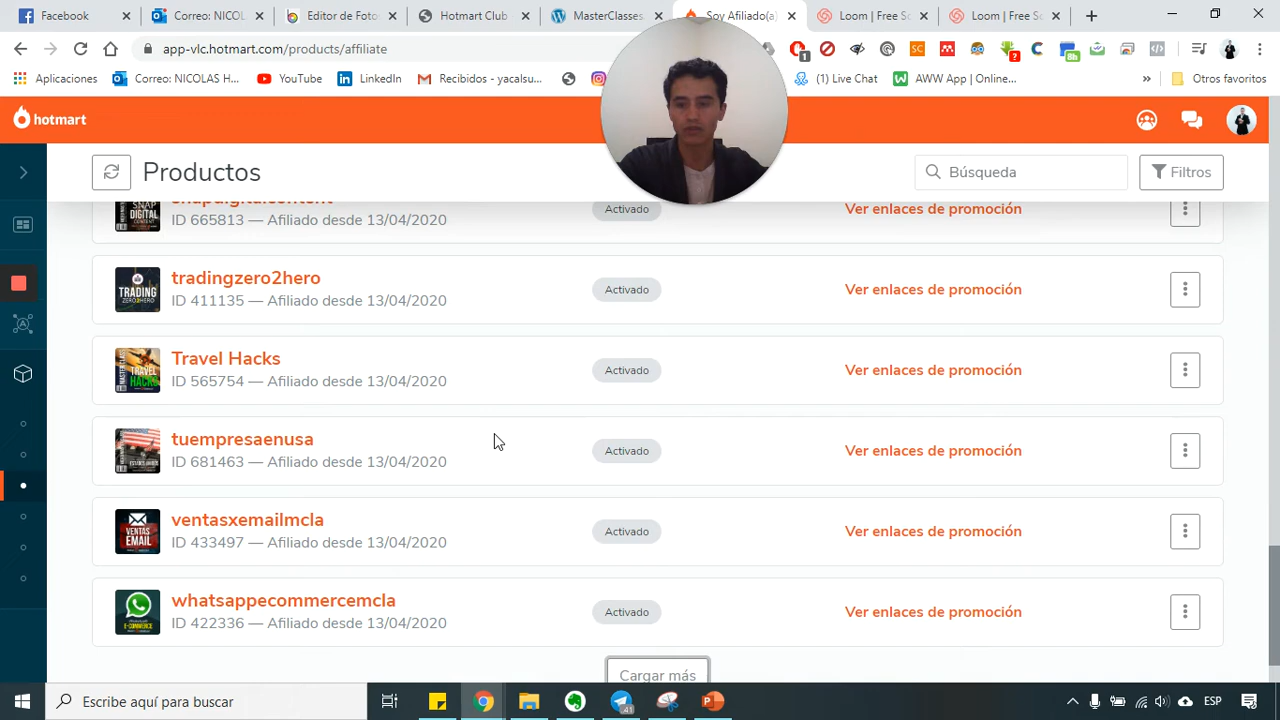 Facebook
Correo: NICOL
Editor de Foto
Hotmart Club
MasterClasses
Soy Afiliado(a)
Loom | Free Sc
Loom | Free Sc
app-vlc.hotmart.com/products/affiliate
Aplicaciones
Correo: NICOLAS H...
YouTube
LinkedIn
Recibidos - yacalsu...
(1) Live Chat
AWW App | Online...
Otros favoritos
hotmart
Productos
Búsqueda
Filtros
snapdigitalcontent
ID 665813 — Afiliado desde 13/04/2020
Activado
Ver enlaces de promoción
tradingzero2hero
ID 411135 — Afiliado desde 13/04/2020
Activado
Ver enlaces de promoción
Travel Hacks
ID 565754 — Afiliado desde 13/04/2020
Activado
Ver enlaces de promoción
tuempresaenusa
ID 681463 — Afiliado desde 13/04/2020
Activado
Ver enlaces de promoción
ventasxemailmcla
ID 433497 — Afiliado desde 13/04/2020
Activado
Ver enlaces de promoción
whatsappecommercemcla
ID 422336 — Afiliado desde 13/04/2020
Activado
Ver enlaces de promoción
Cargar más
Escribe aquí para buscar
ESP